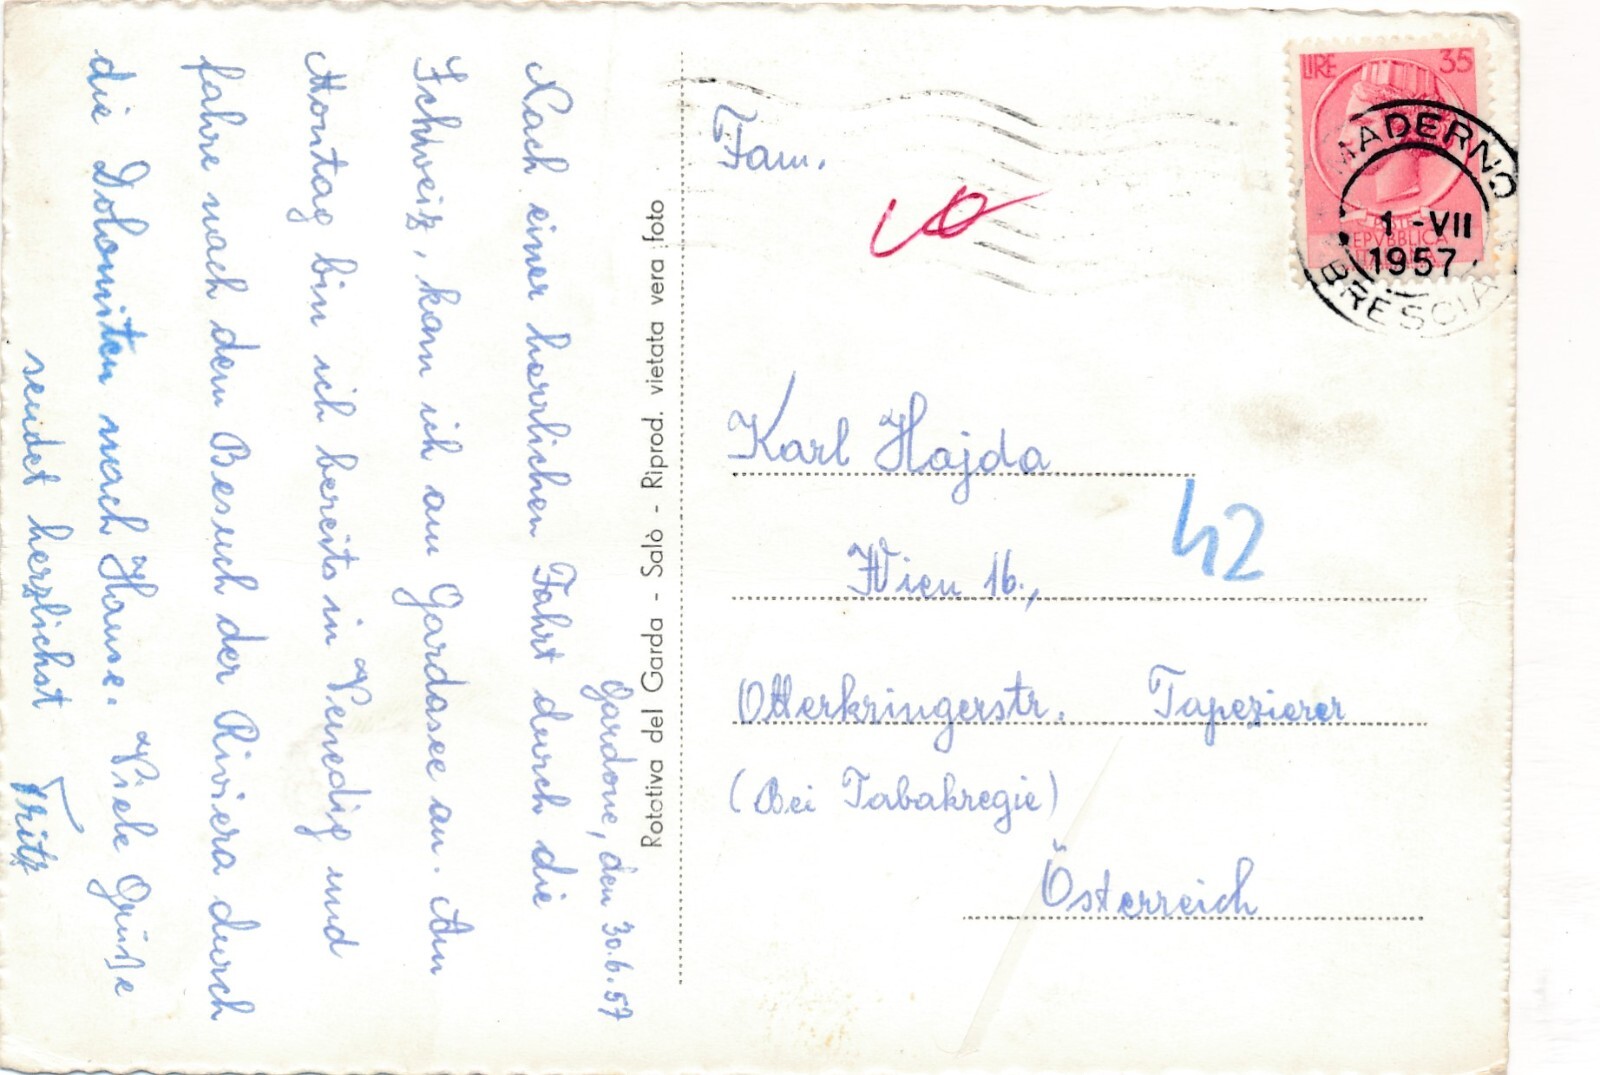 Gardone, den 30.6.57
Nach einer herrlichen Fahrt durch die
Schweiz, kam ich am Gardasee an. Am
Montag bin ich bereits in Venedig und
fahre nach dem Besuch der Riviera durch
die Dolomiten nach Hause. Viele Grüße
sendet herzlichst Fritz
Rototiva del Garda - Salò - Riprod. vietata vera foto
LIRE 35
MADERNO
1 -VII
1957
BRESCIA
Fam.
Karl Hajda
42
Wien 16.,
Otterkringerstr. Tapezierer
(Bei Tabakregie)
Österreich